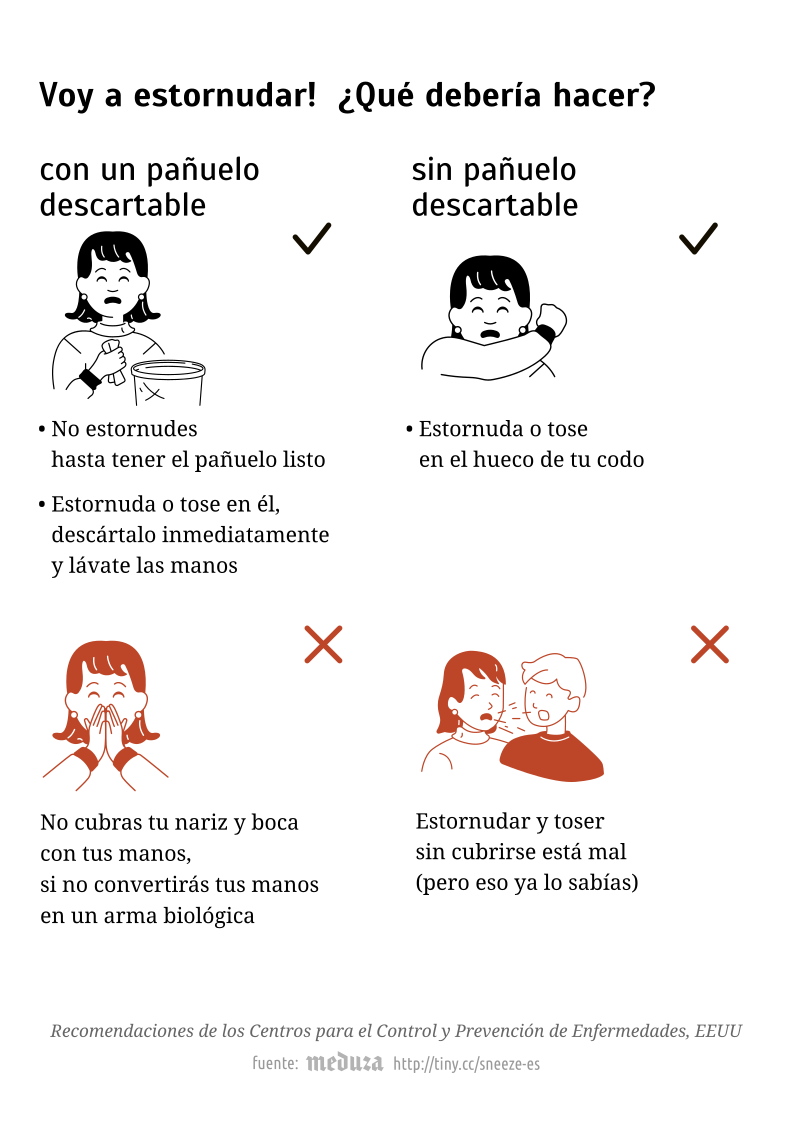 Voy a estornudar! ¿Qué debería hacer?
con un pañuelo
descartable
• No estornudes
hasta tener el pañuelo listo
• Estornuda o tose en él,
descártalo inmediatamente
y lávate las manos
sin pañuelo
descartable
• Estornuda o tose
en el hueco de tu codo
No cubras tu nariz y boca
con tus manos,
si no convertirás tus manos
en un arma biológica
Estornudar y toser
sin cubrirse está mal
(pero eso ya lo sabías)
Recomendaciones de los Centros para el Control y Prevención de Enfermedades, EEUU
fuente: meduza http://tiny.cc/sneeze-es